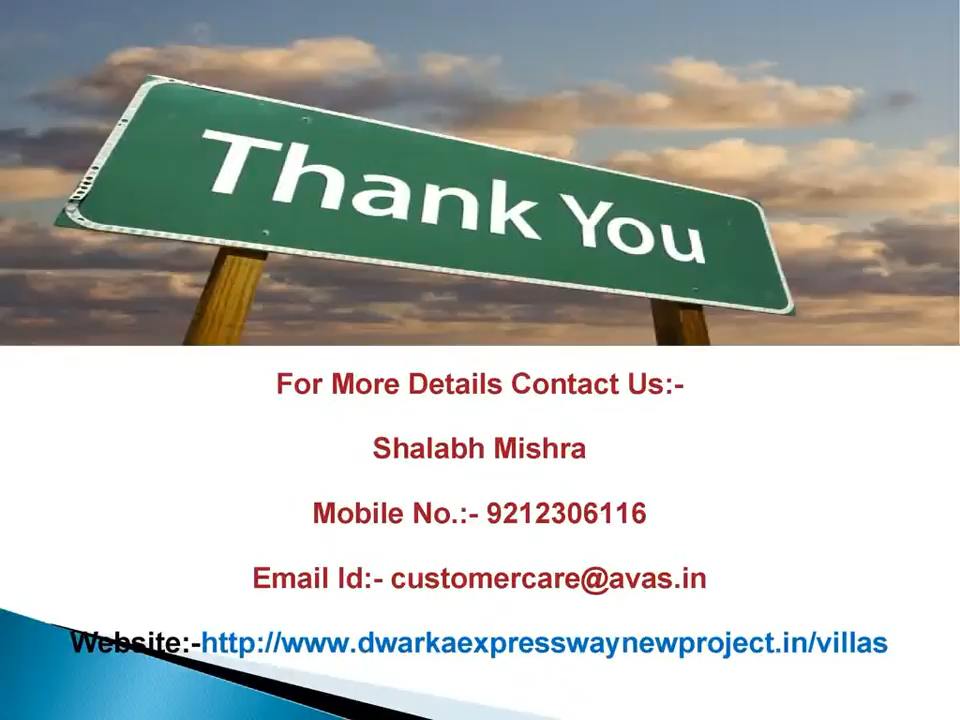 Thank You
For More Details Contact Us:-
Shalabh Mishra
Mobile No.:- 9212306116
Email Id:- customercare@avas.in
Website:-http://www.dwarkaexpresswaynewproject.in/villas